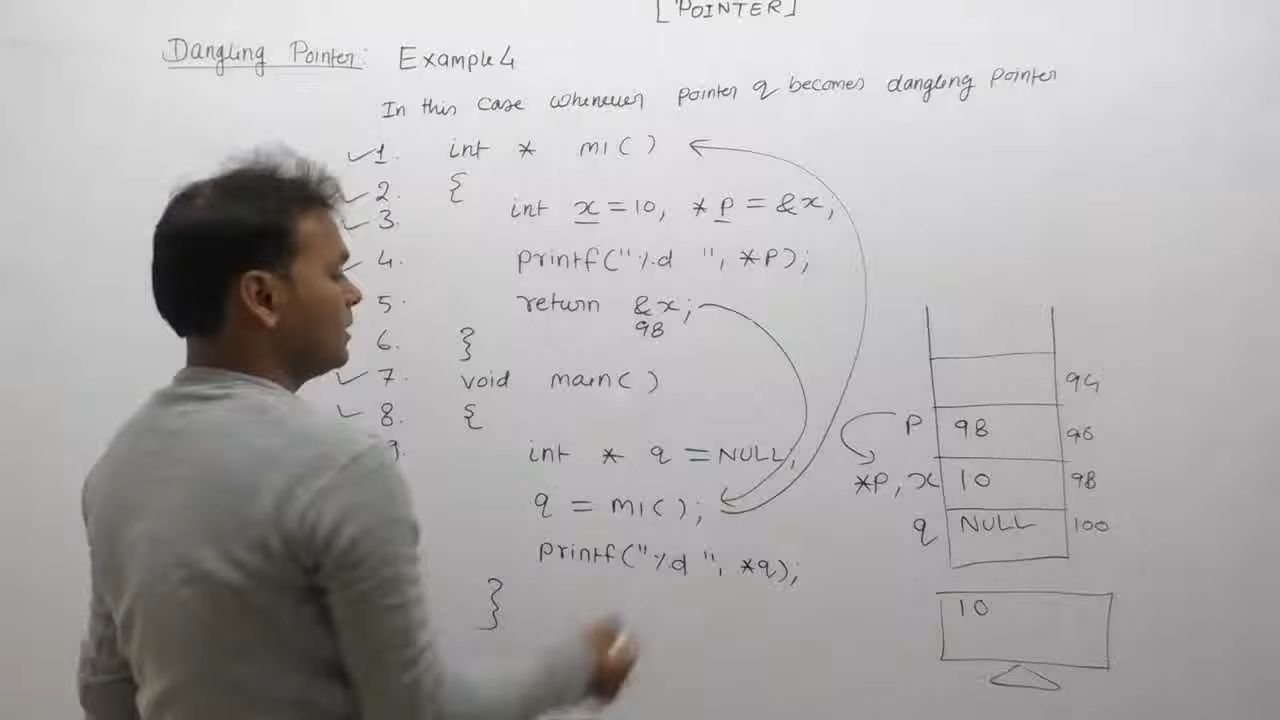 [ POINTER ]
Dangling Pointer: Example 4
In this case whenever pointer q becomes dangling pointer
1. int * m1( )
2. {
3. int x = 10, * P = &x;
4. printf("%d ", *P);
5. return &x;
98
6. }
7. void main( )
8. {
9. int * q = NULL;
q = m1( );
printf("%d ", *q);
}
94
P 98 96
*P, x 10 98
q NULL 100
10